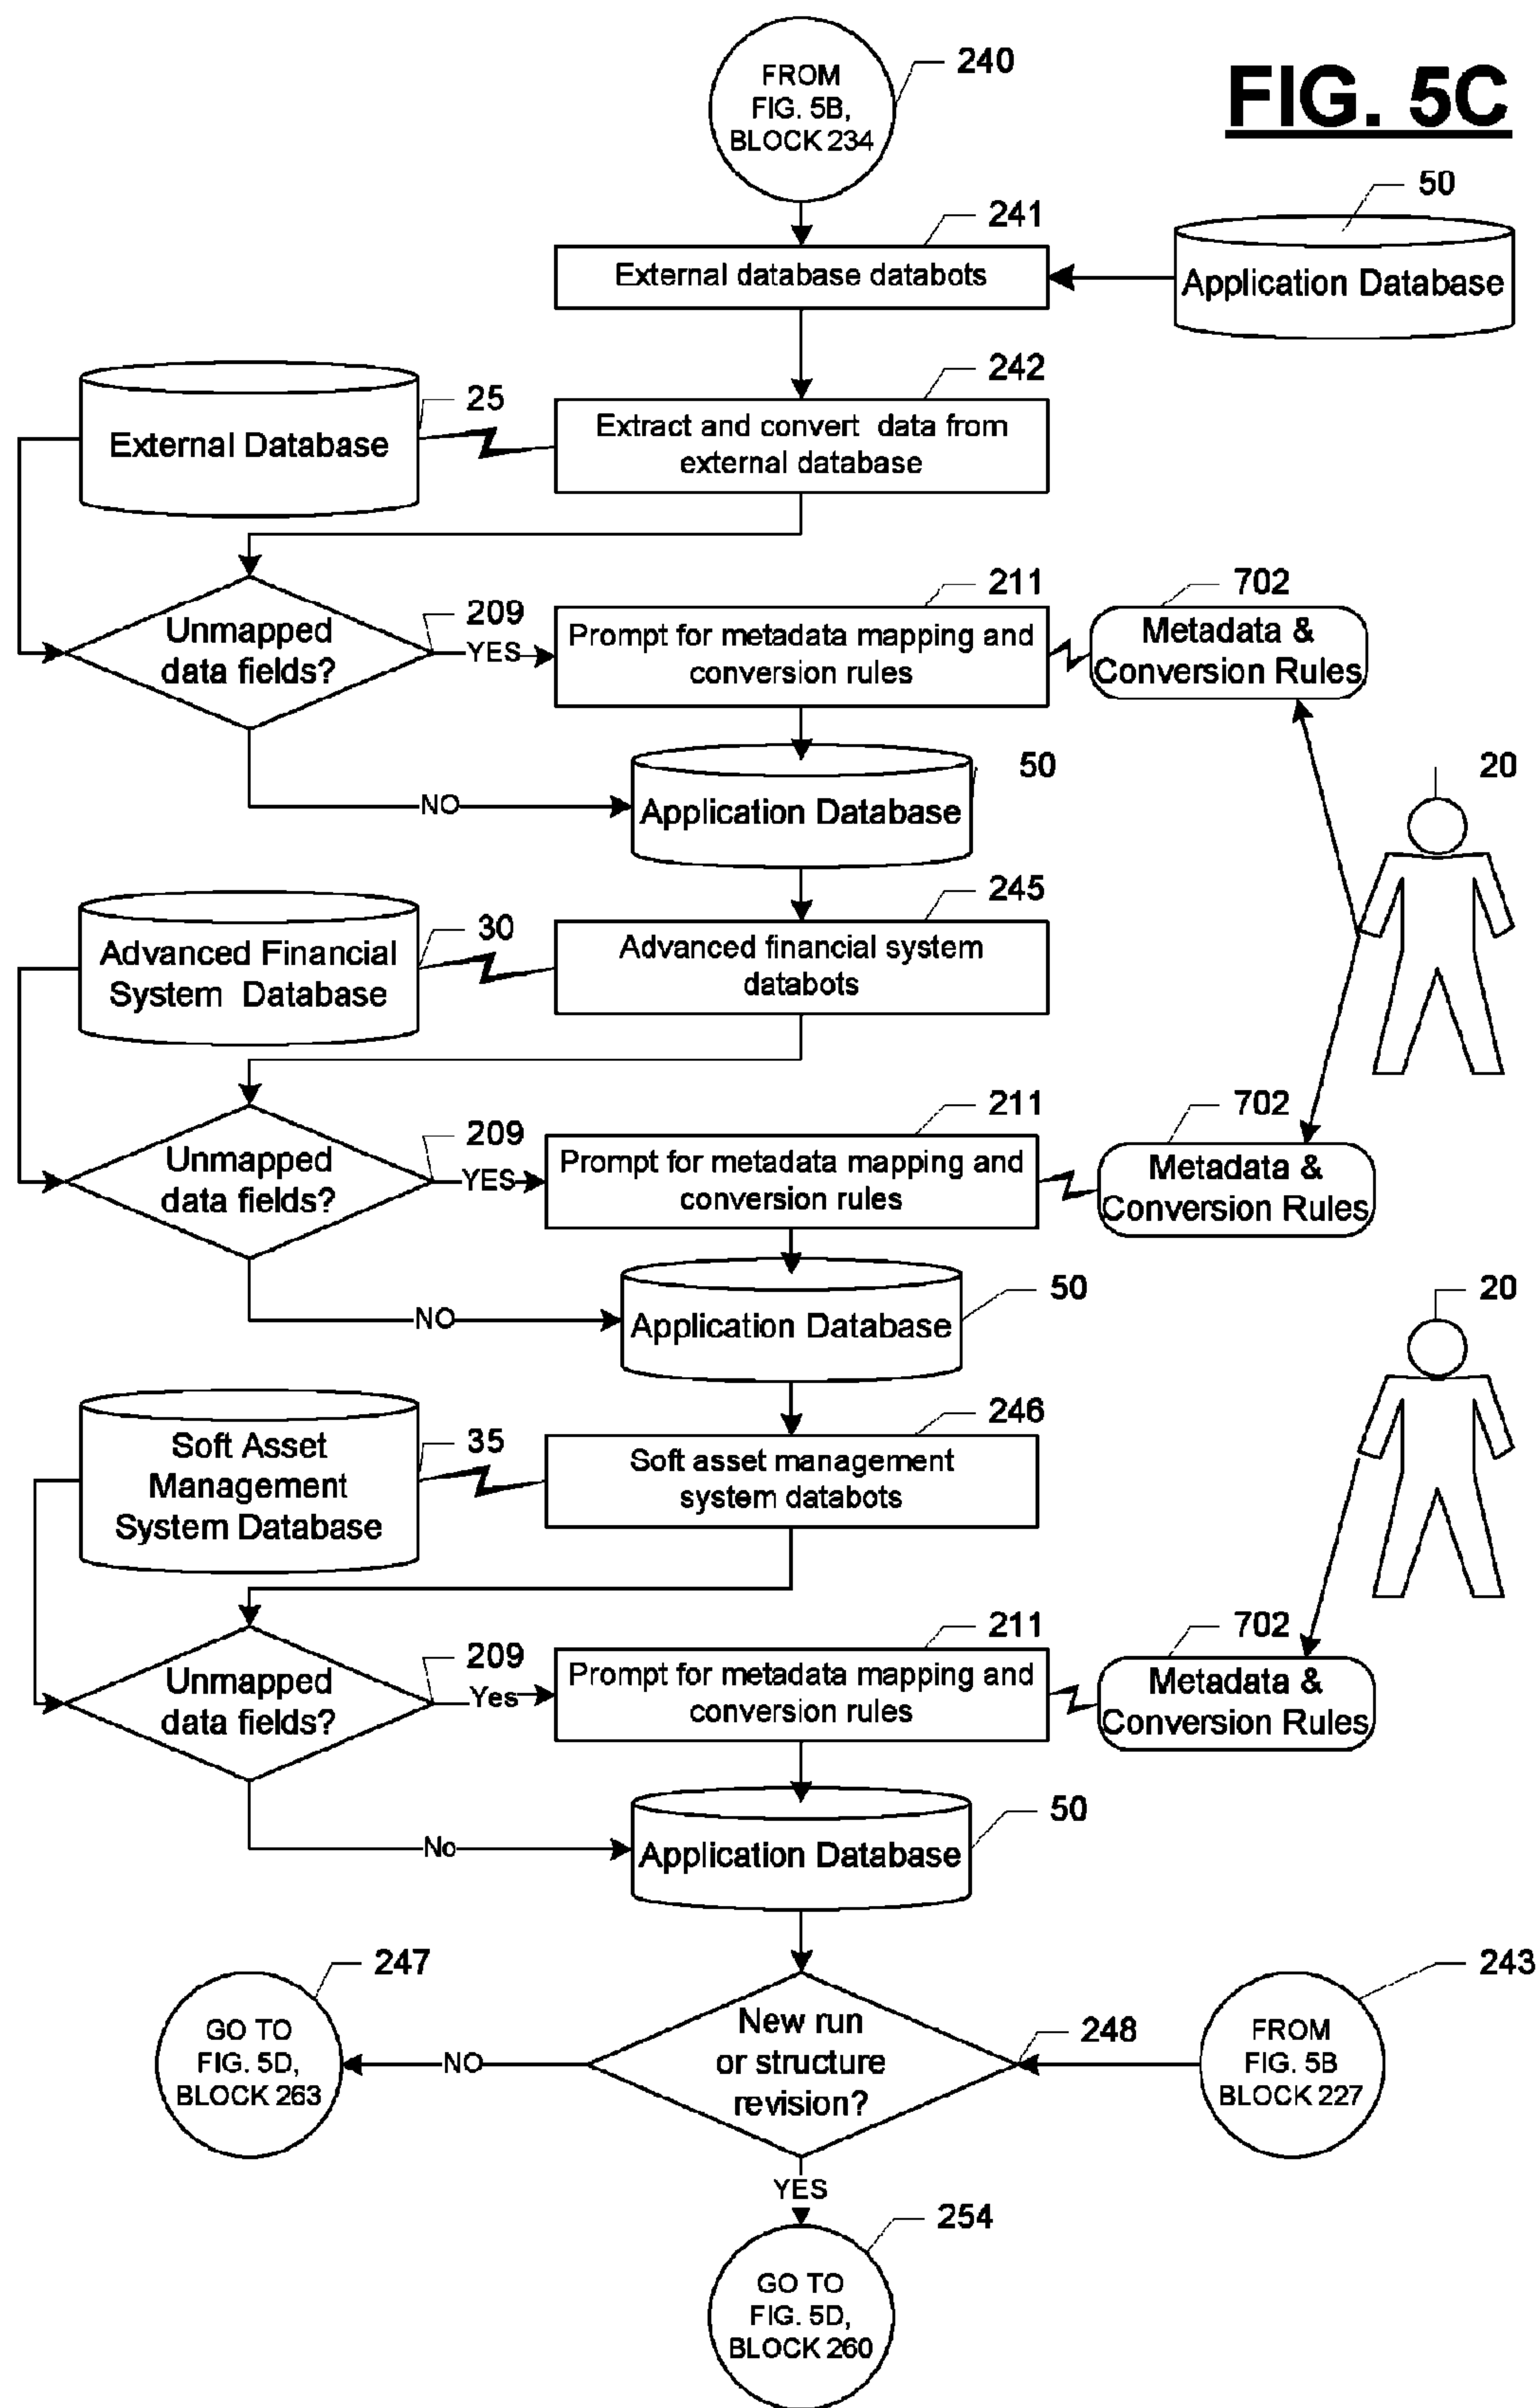 FROM
FIG. 5B,
BLOCK 234
240
FIG. 5C
50
241
External database databots
Application Database
242
25
External Database
Extract and convert  data from
external database
Unmapped
data fields?
209
YES
211
Prompt for metadata mapping and
conversion rules
702
Metadata &
Conversion Rules
50
20
NO
Application Database
245
30
Advanced Financial
System  Database
Advanced financial system
databots
211
702
209
Unmapped
data fields?
YES
Prompt for metadata mapping and
conversion rules
Metadata &
Conversion Rules
50
20
NO
Application Database
246
35
Soft Asset
Management
System Database
Soft asset management
system databots
211
702
209
Unmapped
data fields?
Yes
Prompt for metadata mapping and
conversion rules
Metadata &
Conversion Rules
50
No
Application Database
247
243
GO TO
FIG. 5D,
BLOCK 263
NO
New run
or structure
revision?
248
FROM
FIG. 5B
BLOCK 227
YES
254
GO TO
FIG. 5D,
BLOCK 260